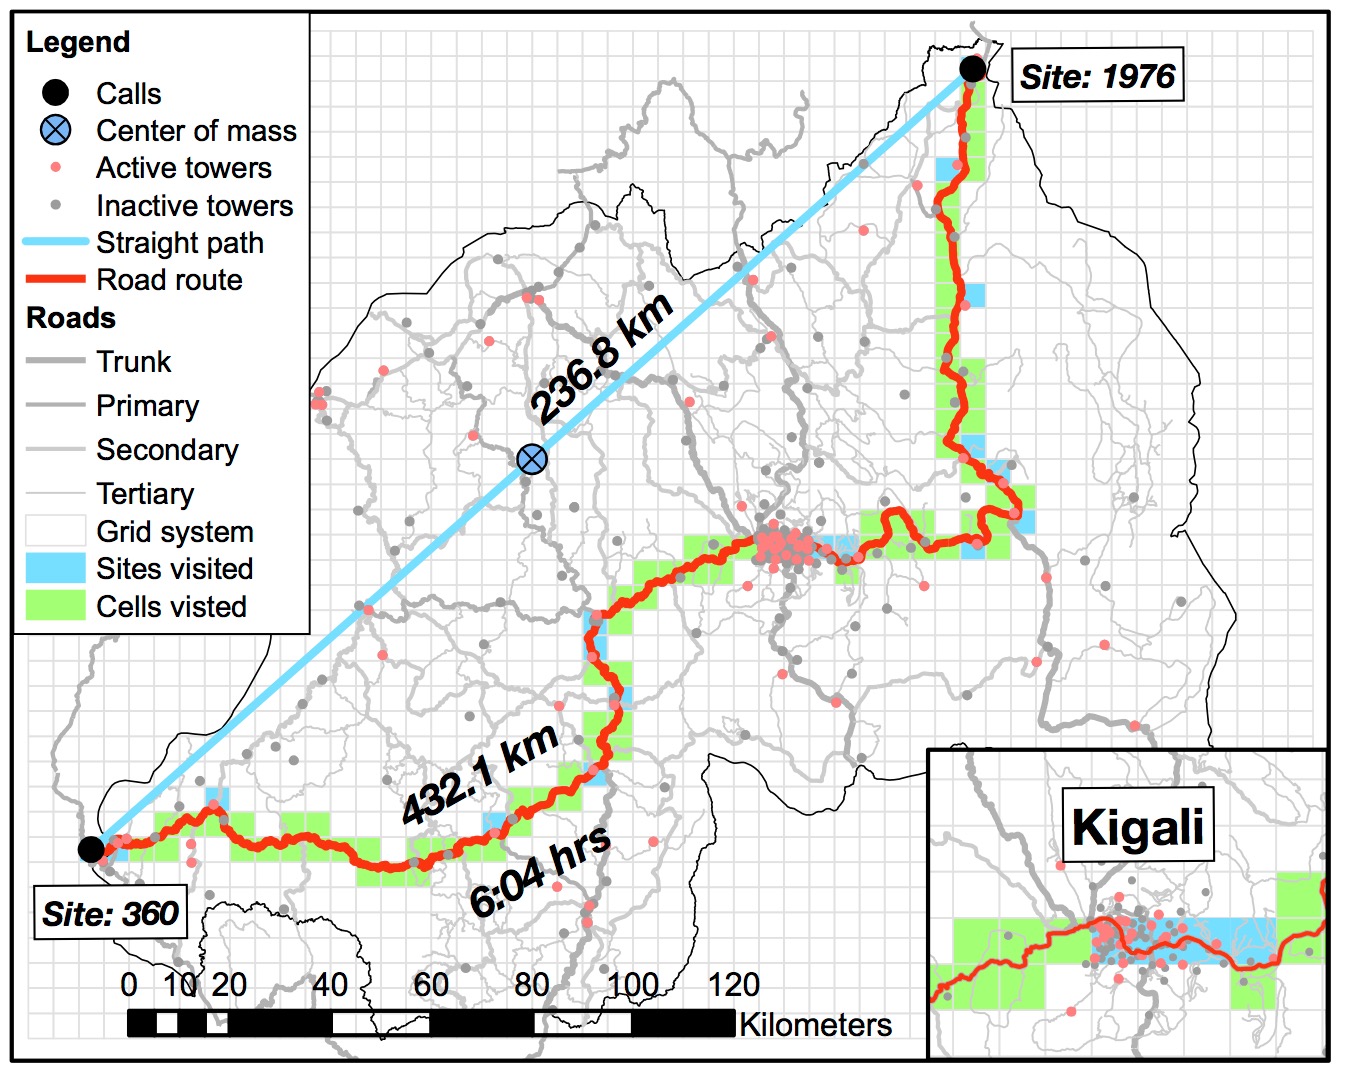 Legend
Calls
Center of mass
Active towers
Inactive towers
Straight path
Road route
Roads
Trunk
Primary
Secondary
Tertiary
Grid system
Sites visited
Cells visted
Site: 1976
236.8 km
432.1 km
6:04 hrs
Site: 360
Kigali
0 10 20 40 60 80 100 120
Kilometers